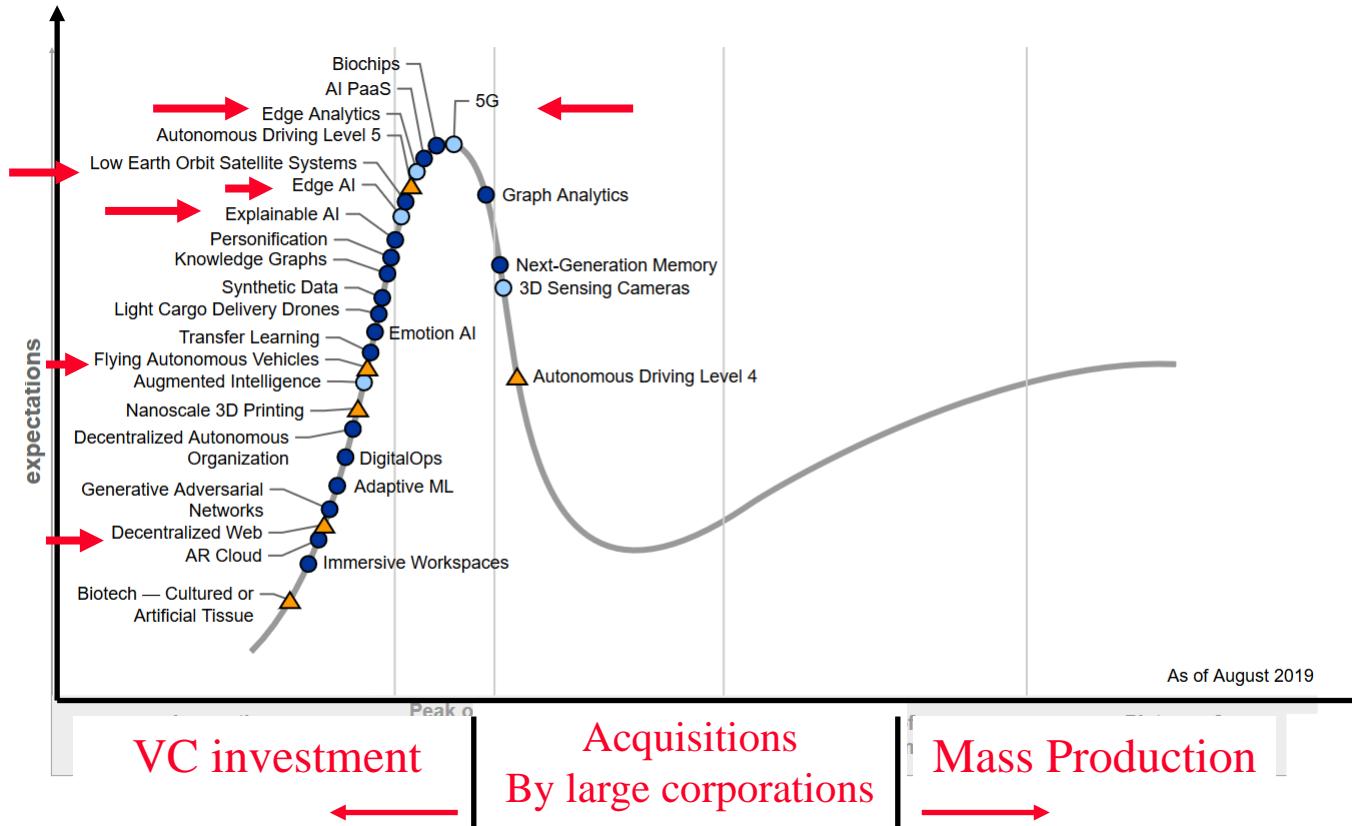 Biochips
AI PaaS
5G
Edge Analytics
Autonomous Driving Level 5
Low Earth Orbit Satellite Systems
Edge AI
Graph Analytics
Explainable AI
Personification
Knowledge Graphs
Next-Generation Memory
Synthetic Data
3D Sensing Cameras
Light Cargo Delivery Drones
Emotion AI
Transfer Learning
Flying Autonomous Vehicles
Autonomous Driving Level 4
Augmented Intelligence
Nanoscale 3D Printing
Decentralized Autonomous
Organization
DigitalOps
Adaptive ML
Generative Adversarial
Networks
Decentralized Web
AR Cloud
Immersive Workspaces
Biotech — Cultured or
Artificial Tissue
expectations
As of August 2019
Peak o
VC investment
Acquisitions
By large corporations
Mass Production